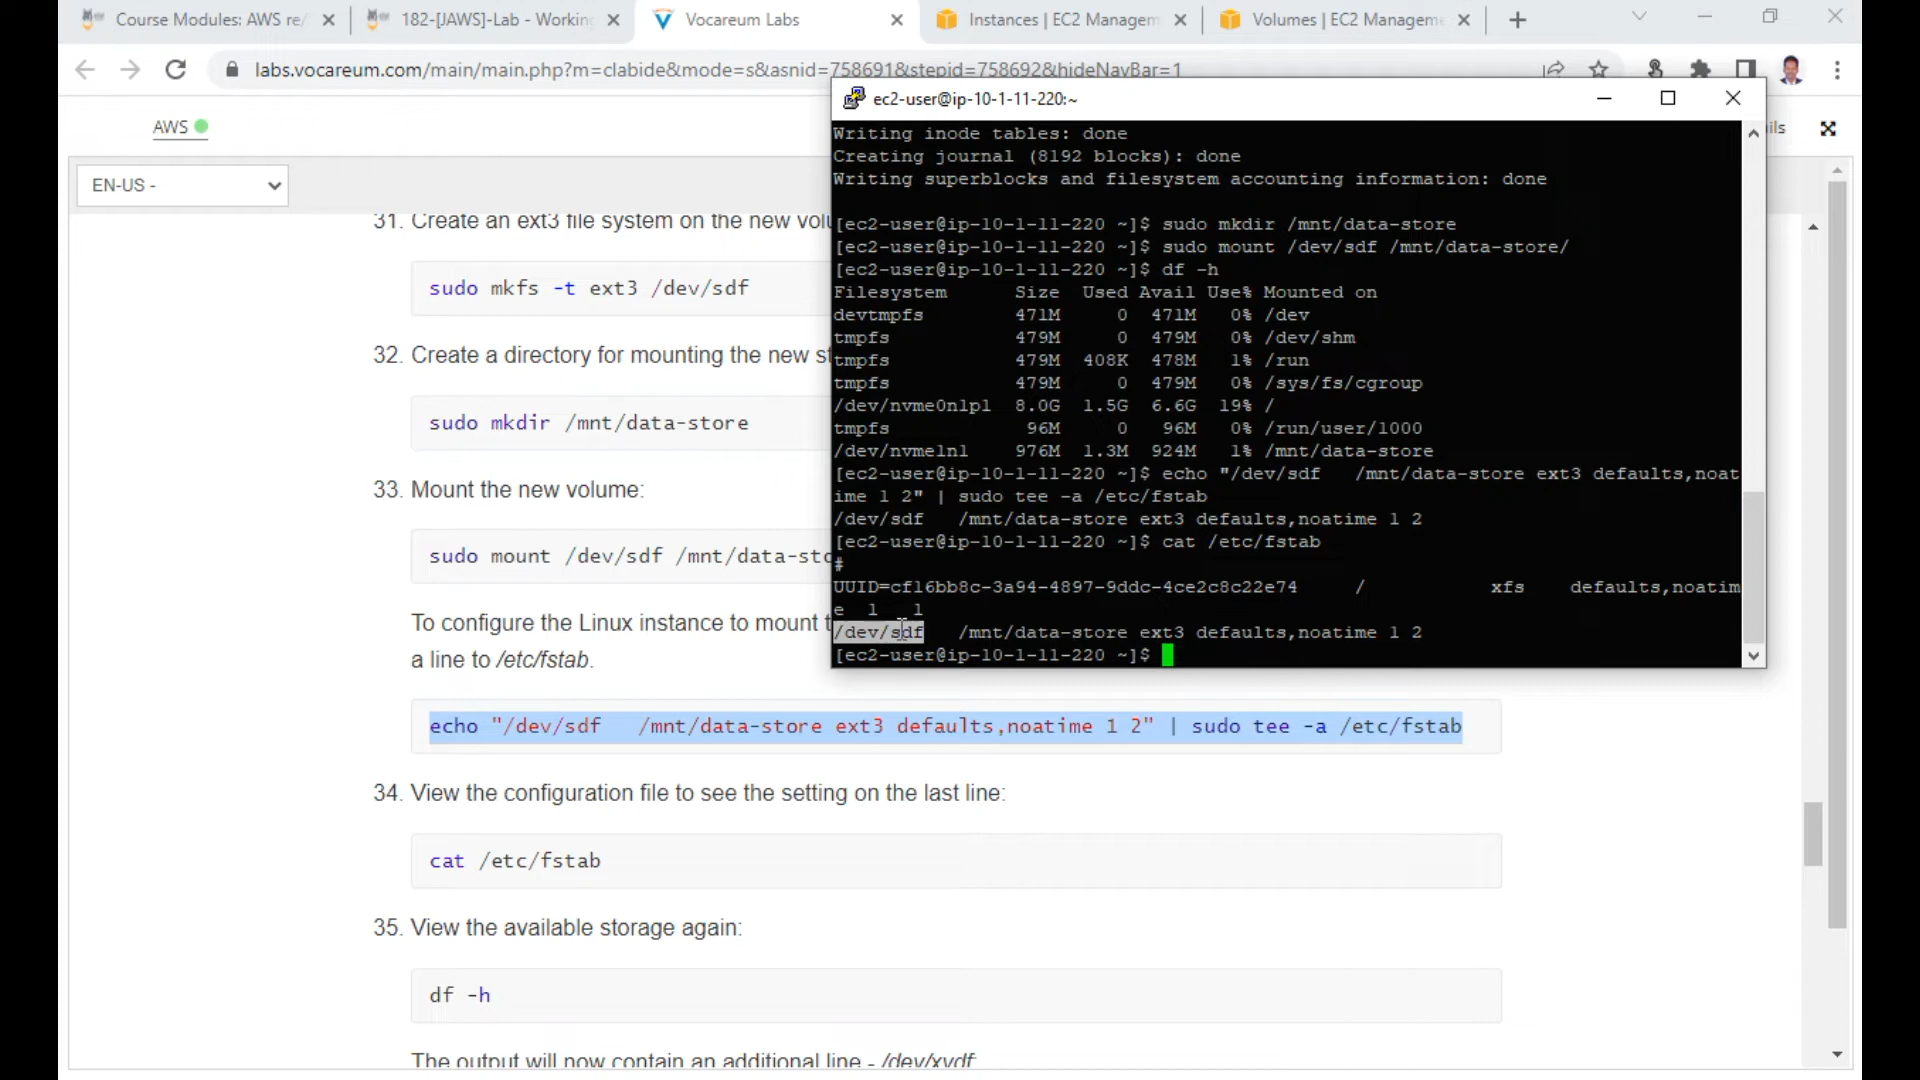 Course Modules: AWS re/
182-[JAWS]-Lab - Working
Vocareum Labs
Instances | EC2 Managem
Volumes | EC2 Manageme
labs.vocareum.com/main/main.php?m=clabide&mode=s&asnid=758691&stepid=758692&hideNavBar=1
AWS
ils
EN-US -
31. Create an ext3 file system on the new volu
sudo mkfs -t ext3 /dev/sdf
32. Create a directory for mounting the new st
sudo mkdir /mnt/data-store
33. Mount the new volume:
sudo mount /dev/sdf /mnt/data-sto
To configure the Linux instance to mount t
a line to /etc/fstab.
echo "/dev/sdf   /mnt/data-store ext3 defaults,noatime 1 2" | sudo tee -a /etc/fstab
34. View the configuration file to see the setting on the last line:
cat /etc/fstab
35. View the available storage again:
df -h
The output will now contain an additional line - /dev/xvdf:
ec2-user@ip-10-1-11-220:~
Writing inode tables: done
Creating journal (8192 blocks): done
Writing superblocks and filesystem accounting information: done
[ec2-user@ip-10-1-11-220 ~]$ sudo mkdir /mnt/data-store
[ec2-user@ip-10-1-11-220 ~]$ sudo mount /dev/sdf /mnt/data-store/
[ec2-user@ip-10-1-11-220 ~]$ df -h
Filesystem      Size  Used Avail Use% Mounted on
devtmpfs        471M     0  471M   0% /dev
tmpfs           479M     0  479M   0% /dev/shm
tmpfs           479M  408K  478M   1% /run
tmpfs           479M     0  479M   0% /sys/fs/cgroup
/dev/nvme0n1p1  8.0G  1.5G  6.6G  19% /
tmpfs            96M     0   96M   0% /run/user/1000
/dev/nvme1n1    976M  1.3M  924M   1% /mnt/data-store
[ec2-user@ip-10-1-11-220 ~]$ echo "/dev/sdf   /mnt/data-store ext3 defaults,noat
ime 1 2" | sudo tee -a /etc/fstab
/dev/sdf   /mnt/data-store ext3 defaults,noatime 1 2
[ec2-user@ip-10-1-11-220 ~]$ cat /etc/fstab
#
UUID=cf16bb8c-3a94-4897-9ddc-4ce2c8c22e74     /           xfs    defaults,noatim
e  1   1
/dev/sdf   /mnt/data-store ext3 defaults,noatime 1 2
[ec2-user@ip-10-1-11-220 ~]$